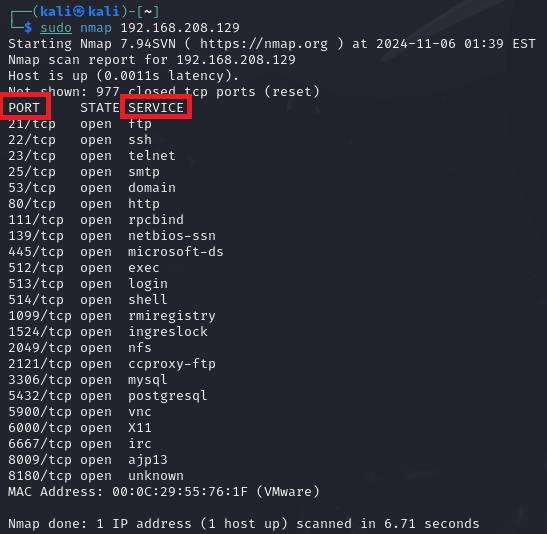 ┌──(kali㉿kali)-[~]
└─$ sudo nmap 192.168.208.129
Starting Nmap 7.94SVN ( https://nmap.org ) at 2024-11-06 01:39 EST
Nmap scan report for 192.168.208.129
Host is up (0.0011s latency).
Not shown: 977 closed tcp ports (reset)
PORT     STATE SERVICE
21/tcp   open  ftp
22/tcp   open  ssh
23/tcp   open  telnet
25/tcp   open  smtp
53/tcp   open  domain
80/tcp   open  http
111/tcp  open  rpcbind
139/tcp  open  netbios-ssn
445/tcp  open  microsoft-ds
512/tcp  open  exec
513/tcp  open  login
514/tcp  open  shell
1099/tcp open  rmiregistry
1524/tcp open  ingreslock
2049/tcp open  nfs
2121/tcp open  ccproxy-ftp
3306/tcp open  mysql
5432/tcp open  postgresql
5900/tcp open  vnc
6000/tcp open  X11
6667/tcp open  irc
8009/tcp open  ajp13
8180/tcp open  unknown
MAC Address: 00:0C:29:55:76:1F (VMware)
Nmap done: 1 IP address (1 host up) scanned in 6.71 seconds